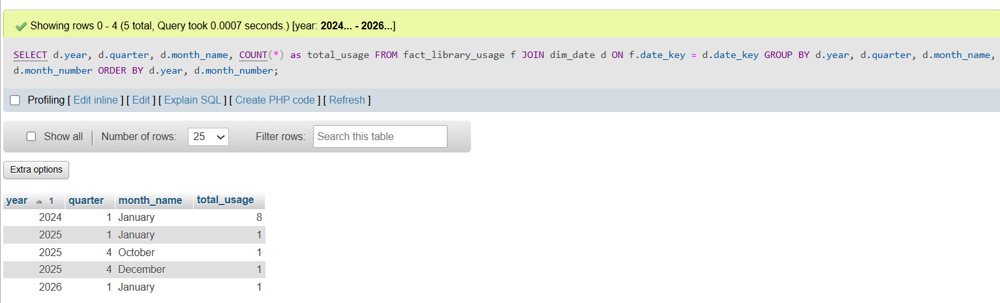 Showing rows 0 - 4 (5 total, Query took 0.0007 seconds.) [year: 2024... - 2026...]
SELECT d.year, d.quarter, d.month_name, COUNT(*) as total_usage FROM fact_library_usage f JOIN dim_date d ON f.date_key = d.date_key GROUP BY d.year, d.quarter, d.month_name,
d.month_number ORDER BY d.year, d.month_number;
Profiling [ Edit inline ] [ Edit ] [ Explain SQL ] [ Create PHP code ] [ Refresh ]
Show all | Number of rows: 25 Filter rows: Search this table
Extra options
year 1 quarter month_name total_usage
2024 1 January 8
2025 1 January 1
2025 4 October 1
2025 4 December 1
2026 1 January 1